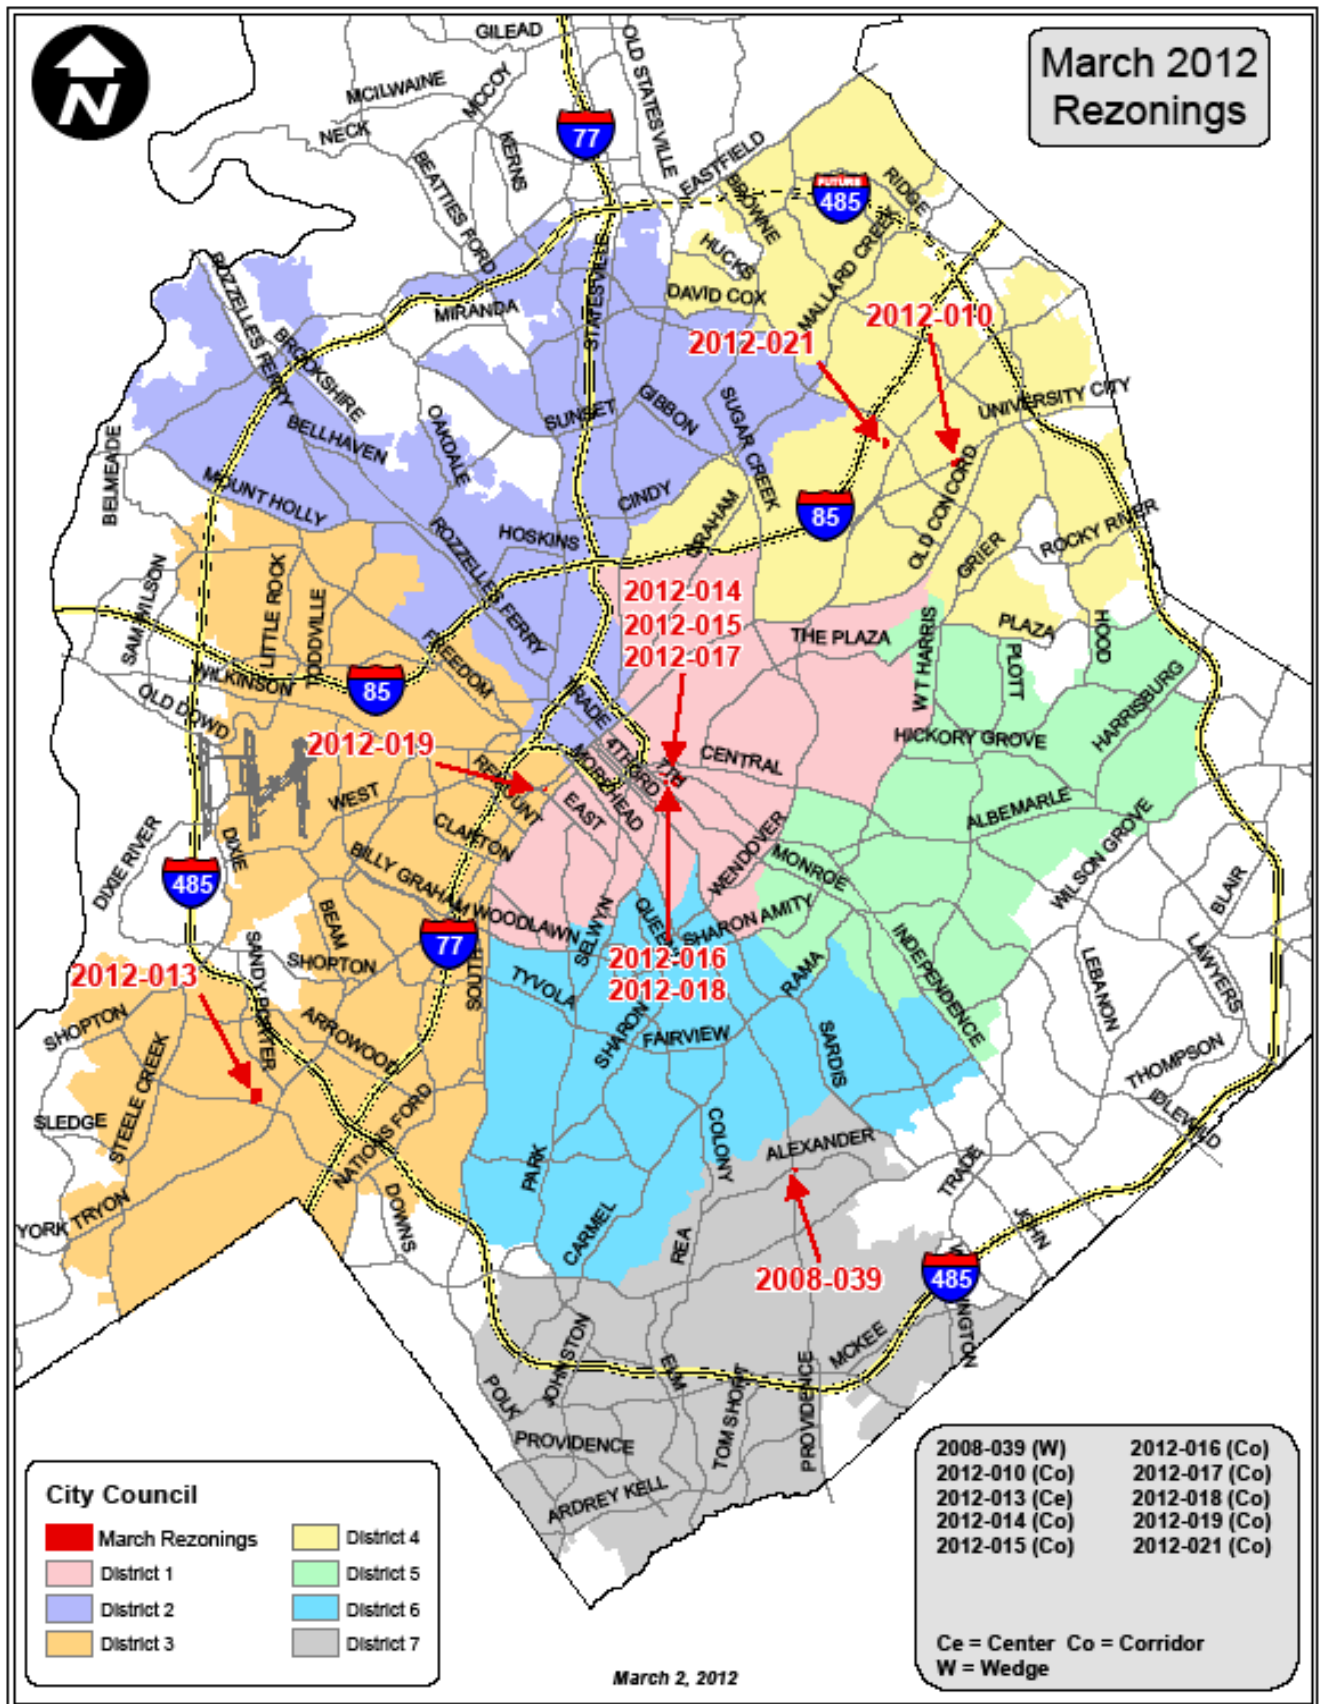 March 2012
Rezonings
N
GILEAD
OLD STATESVILLE
MCILWAINE
MCCOY
NECK
KERNS
77
BEATTIES FORD
EASTFIELD
BROWNE
FUTURE
485
RIDGE
HUCKS
MALLARD CREEK
DAVID COX
STATESVILLE
MIRANDA
ROZZELLES FERRY
BROOKSHIRE
2012-010
2012-021
UNIVERSITY CITY
GIBBON
SUGAR CREEK
SUNSET
BELLHAVEN
OAKDALE
BELMEADE
MOUNT HOLLY
CINDY
GRAHAM
85
OLD CONCORD
ROCKY RIVER
GRIER
HOSKINS
ROZZELLES FERRY
SAM WILSON
LITTLE ROCK
TODDVILLE
2012-014
2012-015
2012-017
THE PLAZA
WT HARRIS
PLAZA
HOOD
PLOTT
HARRISBURG
FREEDOM
WILKINSON
85
OLD DOWD
TRADE
4TH
7TH
CENTRAL
HICKORY GROVE
2012-019
REMOUNT
MOREHEAD
EAST
WEST
CLANTON
ALBEMARLE
WILSON GROVE
DIXIE RIVER
DIXIE
WENDOVER
MONROE
BILLY GRAHAM
WOODLAWN
485
BLAIR
BEAM
SELWYN
SHARON AMITY
INDEPENDENCE
77
SHOPTON
SANDY PORTER
2012-013
SOUTH
TYVOLA
2012-016
2012-018
RAMA
LEBANON
LAWYERS
SHOPTON
ARROWOOD
SHARON
FAIRVIEW
SARDIS
STEELE CREEK
THOMPSON
IDLEWILD
SLEDGE
NATIONS FORD
COLONY
ALEXANDER
PARK
TRADE
YORK
TRYON
DOWNS
CARMEL
REA
JOHN
2008-039
485
JOHNSTON
ELM
MCKEE
POLK
TOM SHORT
PROVIDENCE
PROVIDENCE
ARDREY KELL
City Council
March Rezonings
District 1
District 2
District 3
District 4
District 5
District 6
District 7
March 2, 2012
2008-039 (W) 2012-016 (Co)
2012-010 (Co) 2012-017 (Co)
2012-013 (Ce) 2012-018 (Co)
2012-014 (Co) 2012-019 (Co)
2012-015 (Co) 2012-021 (Co)
Ce = Center Co = Corridor
W = Wedge